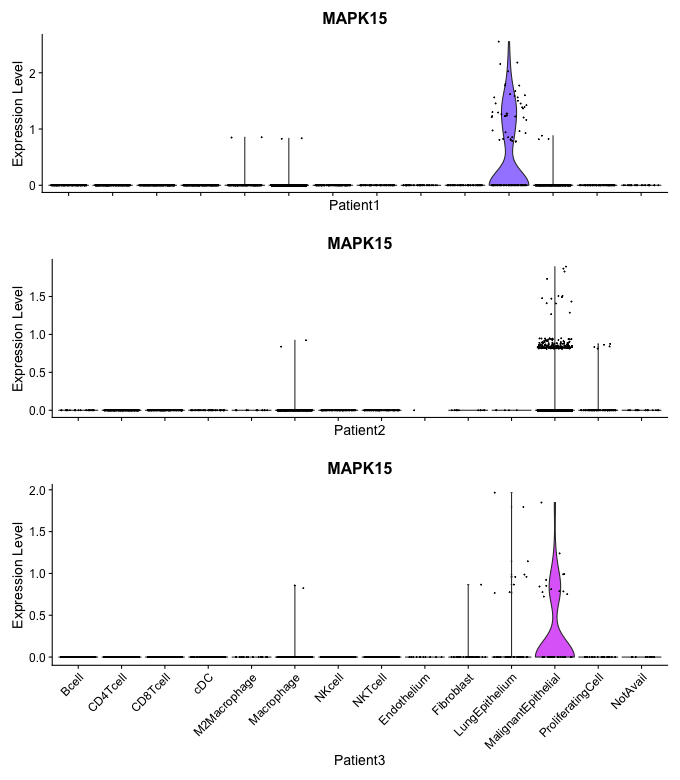 MAPK15
Expression Level
2
1
0
Patient1
MAPK15
Expression Level
1.5
1.0
0.5
0.0
Patient2
MAPK15
Expression Level
2.0
1.5
1.0
0.5
0.0
Bcell
CD4Tcell
CD8Tcell
cDC
M2Macrophage
Macrophage
NKcell
NKTcell
Endothelium
Fibroblast
LungEpithelium
MalignantEpithelial
ProliferatingCell
NotAvail
Patient3